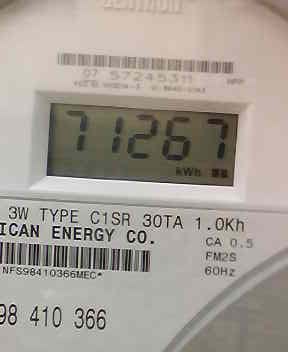 07 57245311
71267
kWh
3W TYPE C1SR 30TA 1.0Kh
ICAN ENERGY CO.
CA 0.5
FM2S
NFS98410366MEC*
60Hz
98 410 366